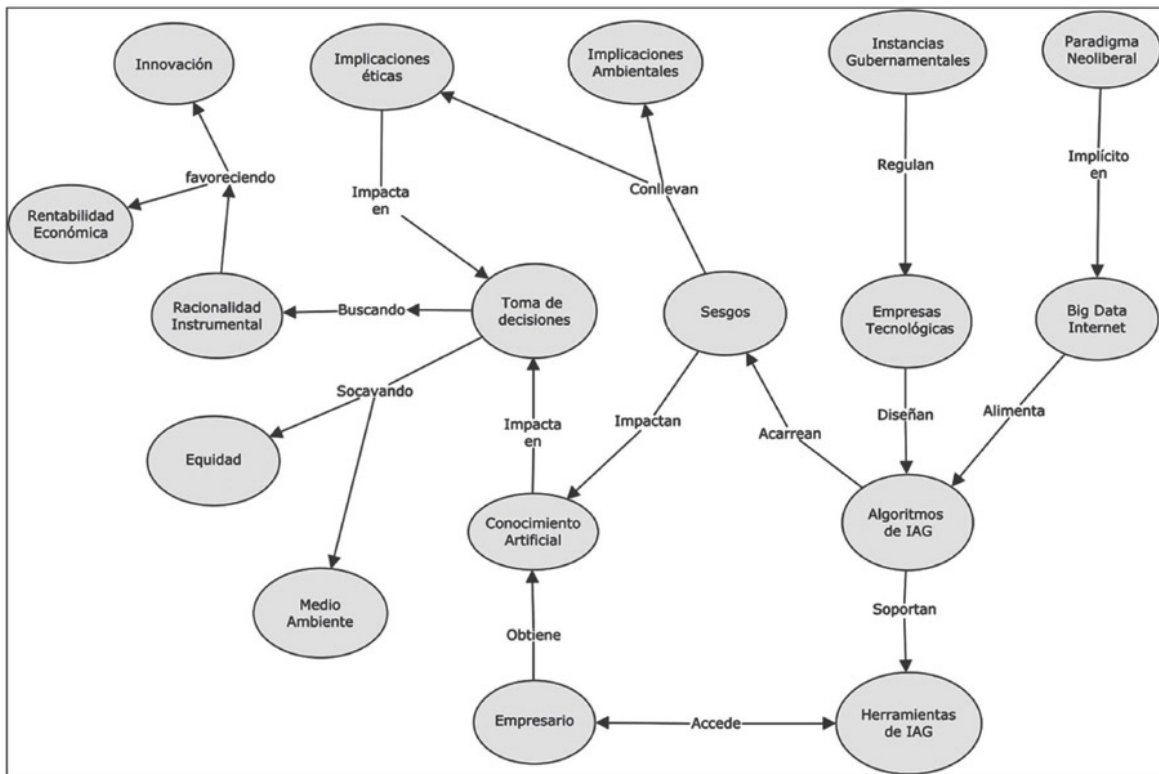 Innovación
Implicaciones
éticas
Implicaciones
Ambientales
Instancias
Gubernamentales
Paradigma
Neoliberal
favoreciendo
Impacta
en
Conllevan
Regulan
Implícito
en
Rentabilidad
Económica
Racionalidad
Instrumental
Buscando
Toma de
decisiones
Sesgos
Empresas
Tecnológicas
Big Data
Internet
Socavando
Impacta
en
Impactan
Acarrean
Diseñan
Alimenta
Equidad
Conocimiento
Artificial
Algoritmos
de IAG
Medio
Ambiente
Obtiene
Soportan
Empresario
Accede
Herramientas
de IAG